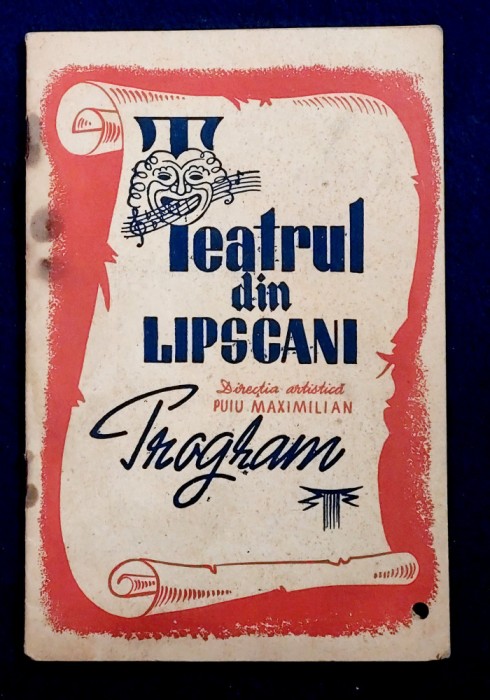 Teatrul
din
LIPSCANI
Direcția artistică
PUIU MAXIMILIAN
Program